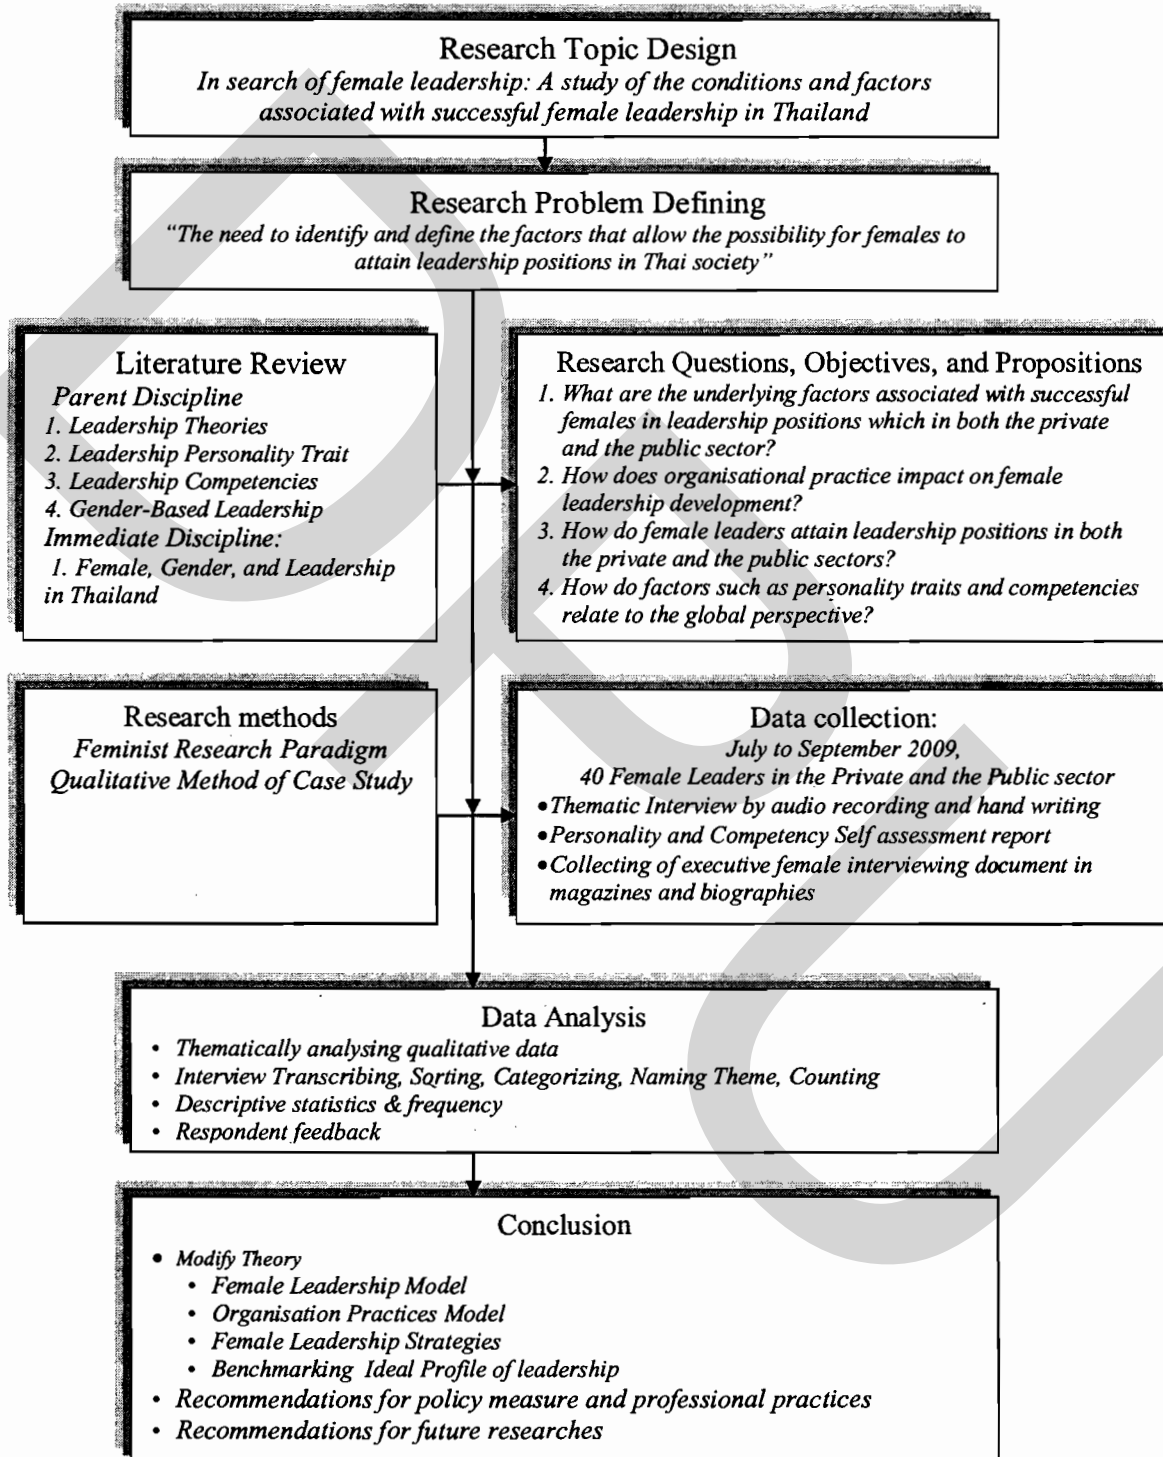 Research Topic Design
In search of female leadership: A study of the conditions and factors
associated with successful female leadership in Thailand
Research Problem Defining
“The need to identify and define the factors that allow the possibility for females to
attain leadership positions in Thai society”
Literature Review
Parent Discipline
1. Leadership Theories
2. Leadership Personality Trait
3. Leadership Competencies
4. Gender-Based Leadership
Immediate Discipline:
1. Female, Gender, and Leadership
in Thailand
Research Questions, Objectives, and Propositions
1. What are the underlying factors associated with successful
females in leadership positions which in both the private
and the public sector?
2. How does organisational practice impact on female
leadership development?
3. How do female leaders attain leadership positions in both
the private and the public sectors?
4. How do factors such as personality traits and competencies
relate to the global perspective?
Research methods
Feminist Research Paradigm
Qualitative Method of Case Study
Data collection:
July to September 2009,
40 Female Leaders in the Private and the Public sector
• Thematic Interview by audio recording and hand writing
• Personality and Competency Self assessment report
• Collecting of executive female interviewing document in
magazines and biographies
Data Analysis
• Thematically analysing qualitative data
• Interview Transcribing, Sorting, Categorizing, Naming Theme, Counting
• Descriptive statistics & frequency
• Respondent feedback
Conclusion
• Modify Theory
• Female Leadership Model
• Organisation Practices Model
• Female Leadership Strategies
• Benchmarking Ideal Profile of leadership
• Recommendations for policy measure and professional practices
• Recommendations for future researches
DPU